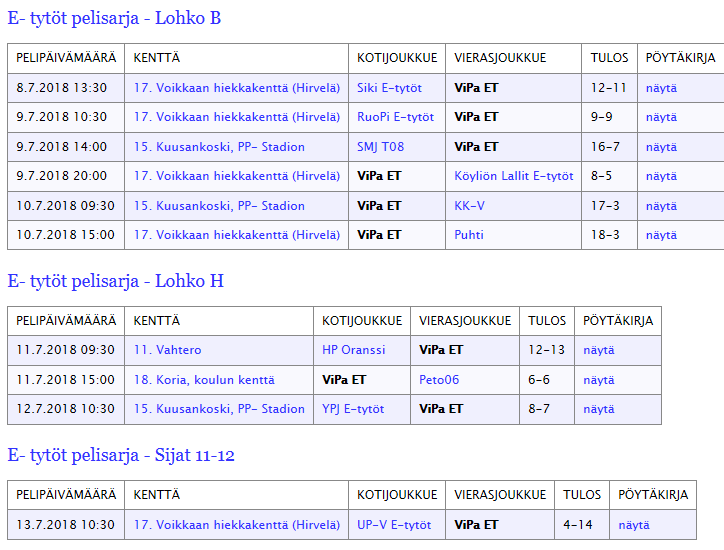 E- tytöt pelisarja - Lohko B
PELIPÄIVÄMÄÄRÄ KENTTÄ KOTIJOUKKUE VIERASJOUKKUE TULOS PÖYTÄKIRJA
8.7.2018 13:30 17. Voikkaan hiekkakenttä (Hirvelä) Siki E-tytöt ViPa ET 12-11 näytä
9.7.2018 10:30 17. Voikkaan hiekkakenttä (Hirvelä) RuoPi E-tytöt ViPa ET 9-9 näytä
9.7.2018 14:00 15. Kuusankoski, PP- Stadion SMJ T08 ViPa ET 16-7 näytä
9.7.2018 20:00 17. Voikkaan hiekkakenttä (Hirvelä) ViPa ET Köyliön Lallit E-tytöt 8-5 näytä
10.7.2018 09:30 15. Kuusankoski, PP- Stadion ViPa ET KK-V 17-3 näytä
10.7.2018 15:00 17. Voikkaan hiekkakenttä (Hirvelä) ViPa ET Puhti 18-3 näytä
E- tytöt pelisarja - Lohko H
PELIPÄIVÄMÄÄRÄ KENTTÄ KOTIJOUKKUE VIERASJOUKKUE TULOS PÖYTÄKIRJA
11.7.2018 09:30 11. Vahtero HP Oranssi ViPa ET 12-13 näytä
11.7.2018 15:00 18. Koria, koulun kenttä ViPa ET Peto06 6-6 näytä
12.7.2018 10:30 15. Kuusankoski, PP- Stadion YPJ E-tytöt ViPa ET 8-7 näytä
E- tytöt pelisarja - Sijat 11-12
PELIPÄIVÄMÄÄRÄ KENTTÄ KOTIJOUKKUE VIERASJOUKKUE TULOS PÖYTÄKIRJA
13.7.2018 10:30 17. Voikkaan hiekkakenttä (Hirvelä) UP-V E-tytöt ViPa ET 4-14 näytä